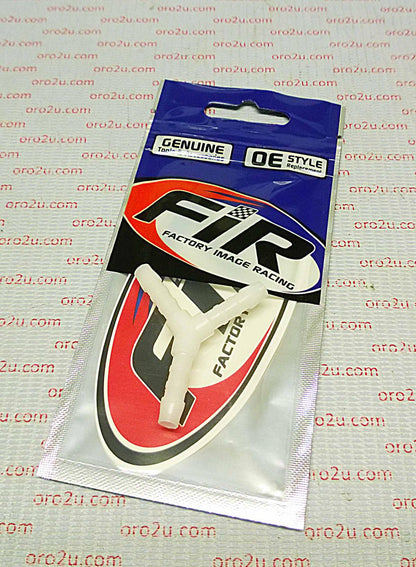 GENUINE
OE STYLE
Replacement
FIR
FACTORY IMAGE RACING
FACTORY
oro2u.com